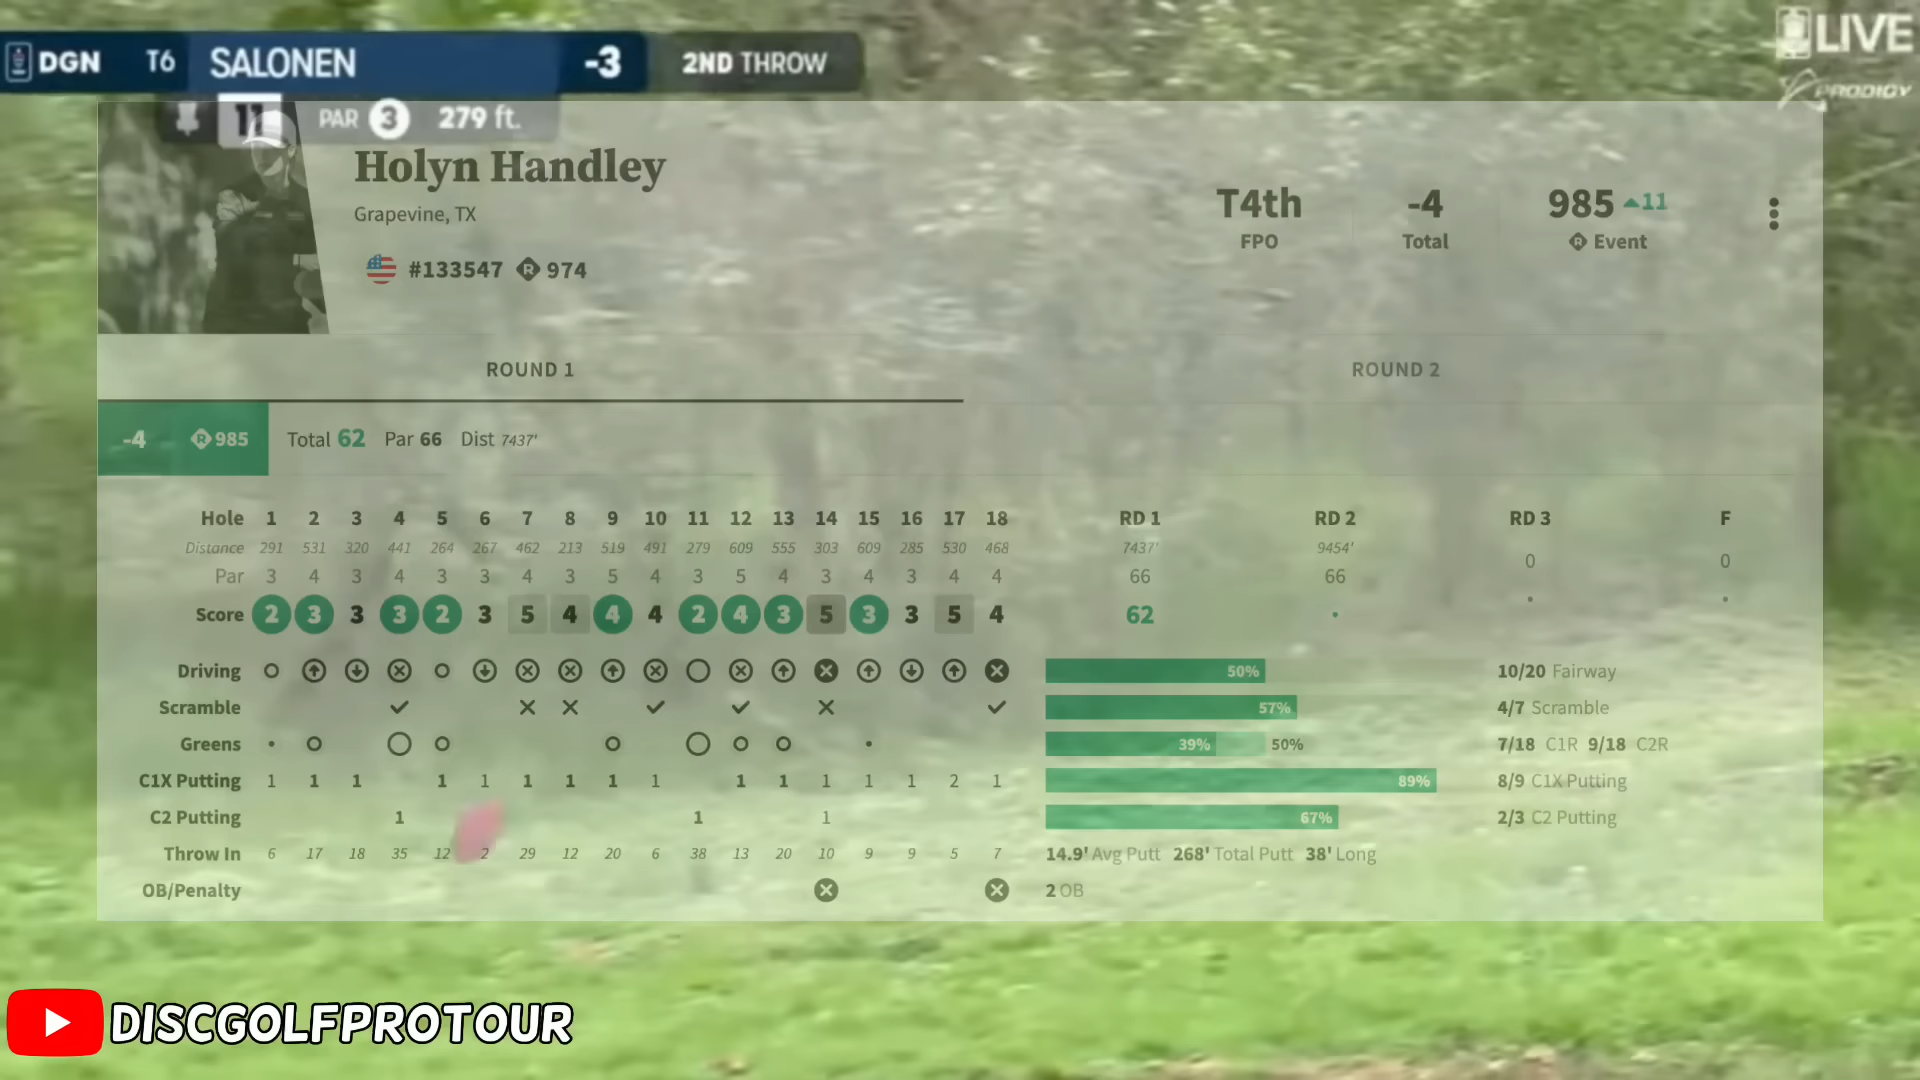 DGN T6 SALONEN -3 2ND THROW
LIVE
PRODIGY
11 PAR 3 279 ft.
Holyn Handley
Grapevine, TX
#133547 R 974
T4th -4 985 11
FPO Total R Event
ROUND 1 ROUND 2
-4 R 985 Total 62 Par 66 Dist 7437'
Hole 1 2 3 4 5 6 7 8 9 10 11 12 13 14 15 16 17 18 RD 1 RD 2 RD 3 F
Distance 291 531 320 441 264 267 462 213 519 491 279 609 555 303 609 285 530 468 7437' 9454' 0 0
Par 3 4 3 4 3 3 4 3 5 4 3 5 4 3 4 3 4 4 66 66
Score 2 3 3 3 2 3 5 4 4 4 2 4 3 5 3 3 5 4 62
Driving 50% 10/20 Fairway
Scramble 57% 4/7 Scramble
Greens 39% 50% 7/18 C1R 9/18 C2R
C1X Putting 1 1 1 1 1 1 1 1 1 1 1 1 1 1 2 1 89% 8/9 C1X Putting
C2 Putting 1 1 1 67% 2/3 C2 Putting
Throw In 6 17 18 35 12 2 29 12 20 6 38 13 20 10 9 9 5 7 14.9' Avg Putt 268' Total Putt 38' Long
OB/Penalty 2 OB
DISCGOLFPROTOUR